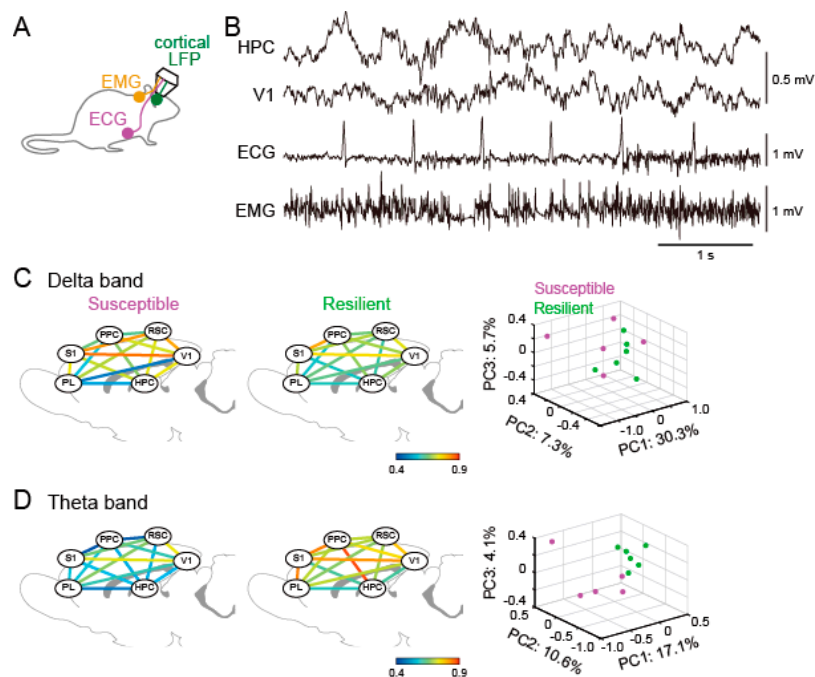 A
cortical
LFP
EMG
ECG
B
HPC
V1
ECG
EMG
0.5 mV
1 mV
1 mV
1 s
C Delta band
Susceptible
Resilient
PPC
RSC
S1
V1
PL
HPC
PPC
RSC
S1
V1
PL
HPC
0.4
0.9
Susceptible
Resilient
0.4
0
-0.4
PC3: 5.7%
0.4
0
-0.4
PC2: 7.3%
-1.0
0
1.0
PC1: 30.3%
D Theta band
PPC
RSC
S1
V1
PL
HPC
PPC
RSC
S1
V1
PL
HPC
0.4
0.9
0.4
0
-0.4
PC3: 4.1%
0.5
0
-0.5
-1.0
PC2: 10.6%
-1.0
-0.5
0
0.5
PC1: 17.1%